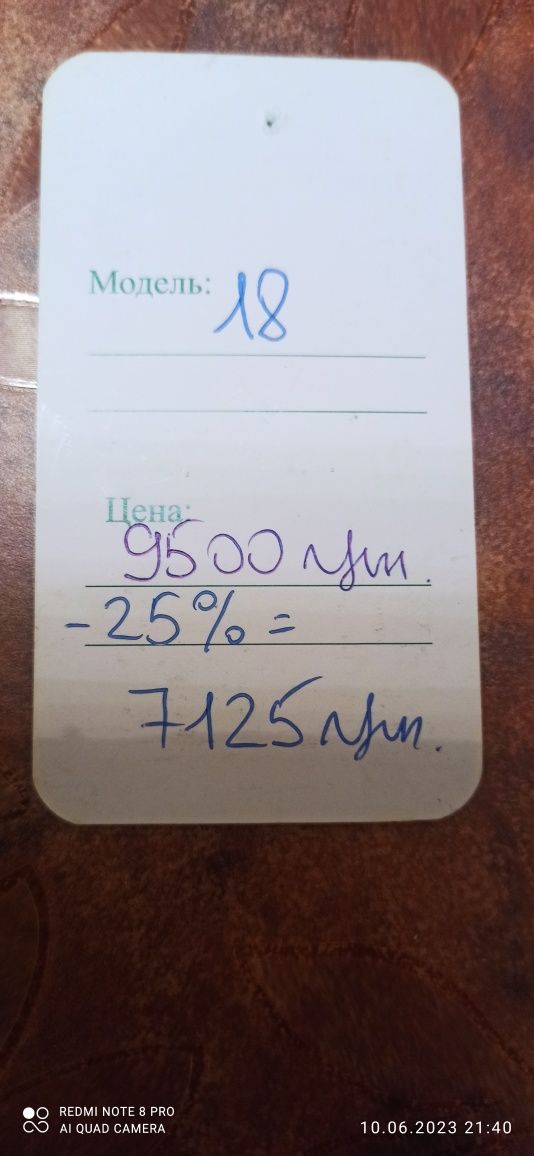 Модель: 18
Цена:
9500 грн.
-25% =
7125 грн.
REDMI NOTE 8 PRO
AI QUAD CAMERA
10.06.2023 21:40